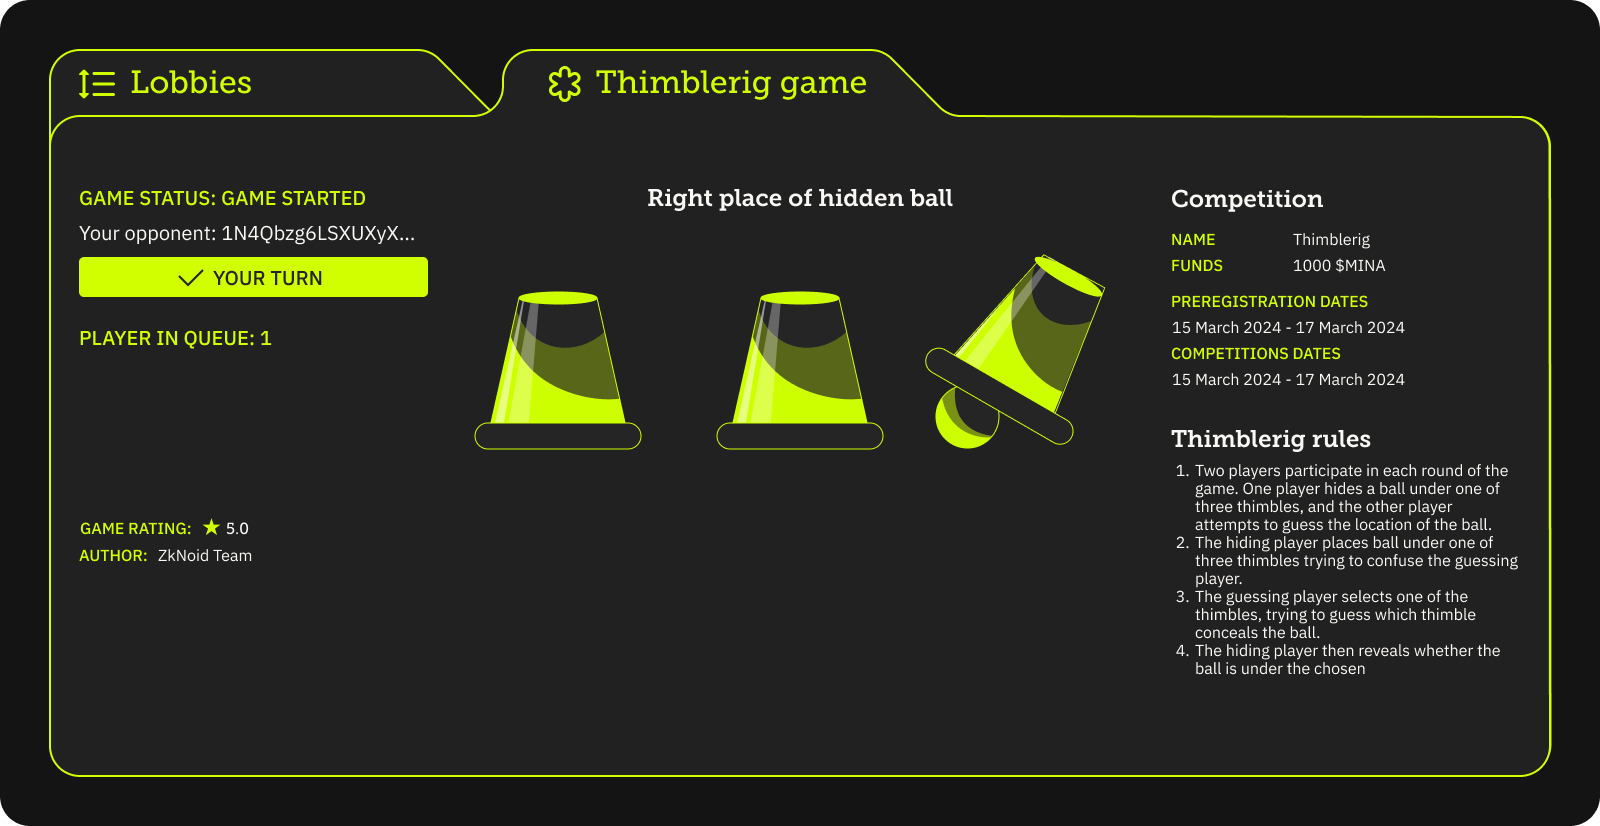 Lobbies
Thimblerig game
GAME STATUS: GAME STARTED
Your opponent: 1N4Qbzg6LSXUXyX...
YOUR TURN
PLAYER IN QUEUE: 1
GAME RATING: ★ 5.0
AUTHOR: ZkNoid Team
Right place of hidden ball
Competition
NAME Thimblerig
FUNDS 1000 $MINA
PREREGISTRATION DATES
15 March 2024 - 17 March 2024
COMPETITIONS DATES
15 March 2024 - 17 March 2024
Thimblerig rules
1. Two players participate in each round of the
game. One player hides a ball under one of
three thimbles, and the other player
attempts to guess the location of the ball.
2. The hiding player places ball under one of
three thimbles trying to confuse the guessing
player.
3. The guessing player selects one of the
thimbles, trying to guess which thimble
conceals the ball.
4. The hiding player then reveals whether the
ball is under the chosen